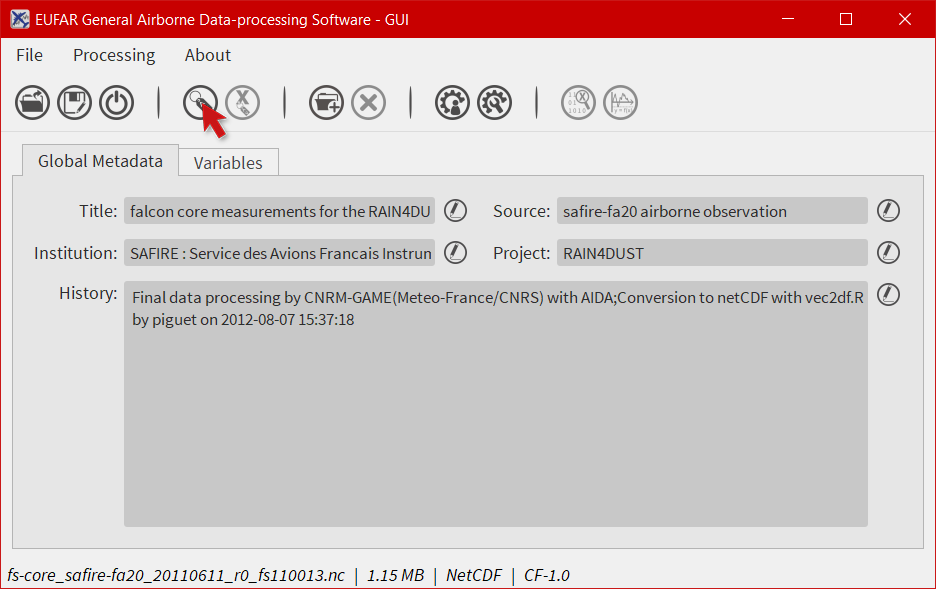 EUFAR General Airborne Data-processing Software - GUI
File Processing About
Global Metadata Variables
Title: falcon core measurements for the RAIN4DU Source: safire-fa20 airborne observation
Institution: SAFIRE : Service des Avions Francais Instrun Project: RAIN4DUST
History: Final data processing by CNRM-GAME(Meteo-France/CNRS) with AIDA;Conversion to netCDF with vec2df.R
by piguet on 2012-08-07 15:37:18
fs-core_safire-fa20_20110611_r0_fs110013.nc | 1.15 MB | NetCDF | CF-1.0